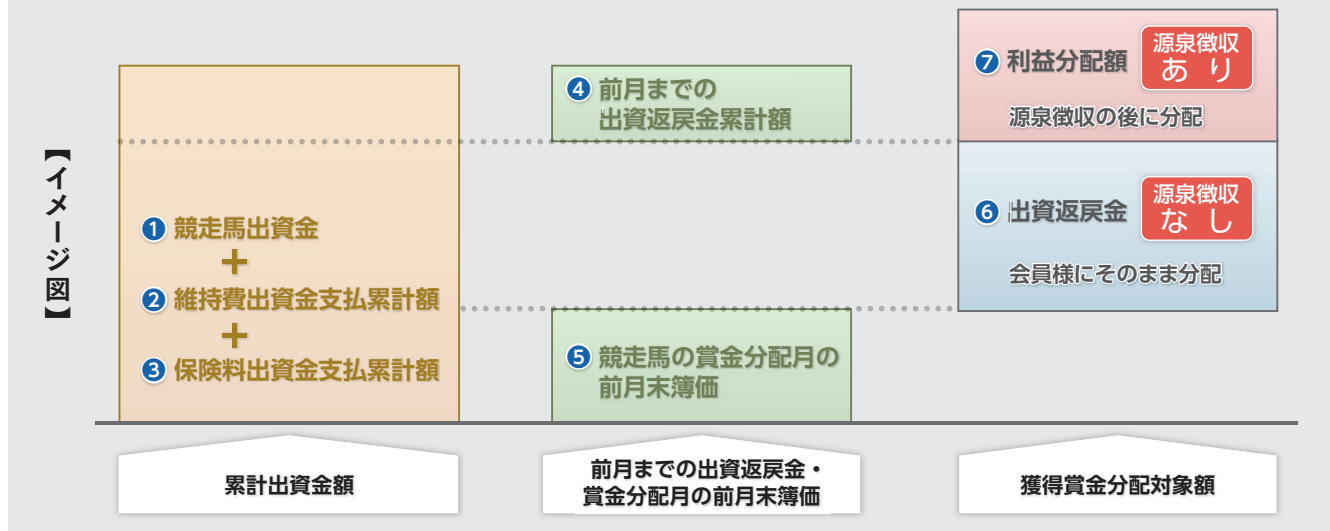 【イメージ図】
❶ 競走馬出資金
＋
❷ 維持費出資金支払累計額
＋
❸ 保険料出資金支払累計額
累計出資金額
❹ 前月までの
出資返戻金累計額
❺ 競走馬の賞金分配月の
前月末簿価
前月までの出資返戻金・
賞金分配月の前月末簿価
❼ 利益分配額
源泉徴収
あり
源泉徴収の後に分配
❻ 出資返戻金
源泉徴収
なし
会員様にそのまま分配
獲得賞金分配対象額